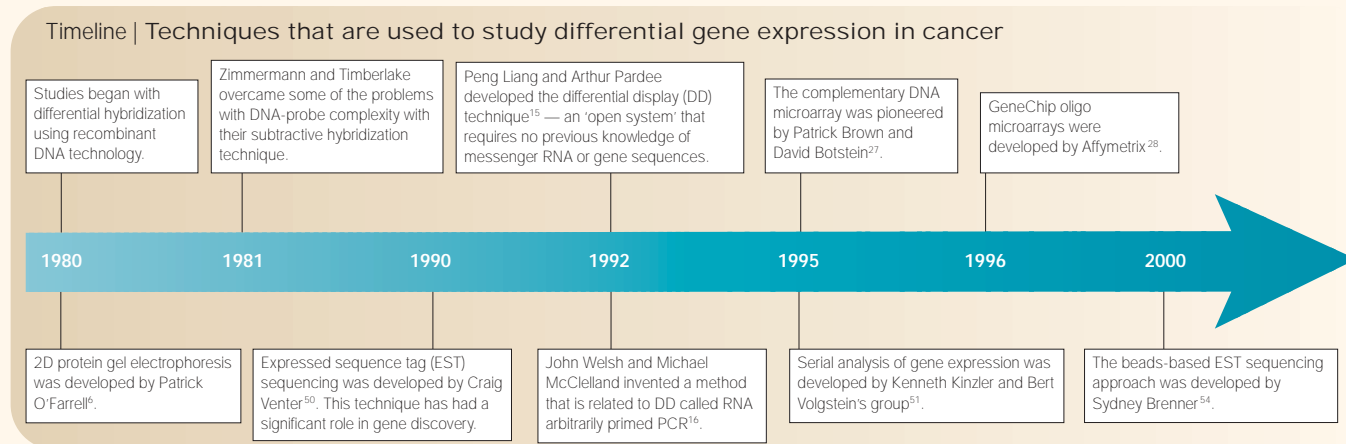 Timeline | Techniques that are used to study differential gene expression in cancer
Studies began with
differential hybridization
using recombinant
DNA technology.
Zimmermann and Timberlake
overcame some of the problems
with DNA-probe complexity with
their subtractive hybridization
technique.
Peng Liang and Arthur Pardee
developed the differential display (DD)
technique¹⁵ — an ‘open system’ that
requires no previous knowledge of
messenger RNA or gene sequences.
The complementary DNA
microarray was pioneered
by Patrick Brown and
David Botstein²⁷.
GeneChip oligo
microarrays were
developed by Affymetrix²⁸.
1980 1981 1990 1992 1995 1996 2000
2D protein gel electrophoresis
was developed by Patrick
O’Farrell⁶.
Expressed sequence tag (EST)
sequencing was developed by Craig
Venter⁵⁰. This technique has had a
significant role in gene discovery.
John Welsh and Michael
McClelland invented a method
that is related to DD called RNA
arbitrarily primed PCR¹⁶.
Serial analysis of gene expression was
developed by Kenneth Kinzler and Bert
Volgstein’s group⁵¹.
The beads-based EST sequencing
approach was developed by
Sydney Brenner⁵⁴.